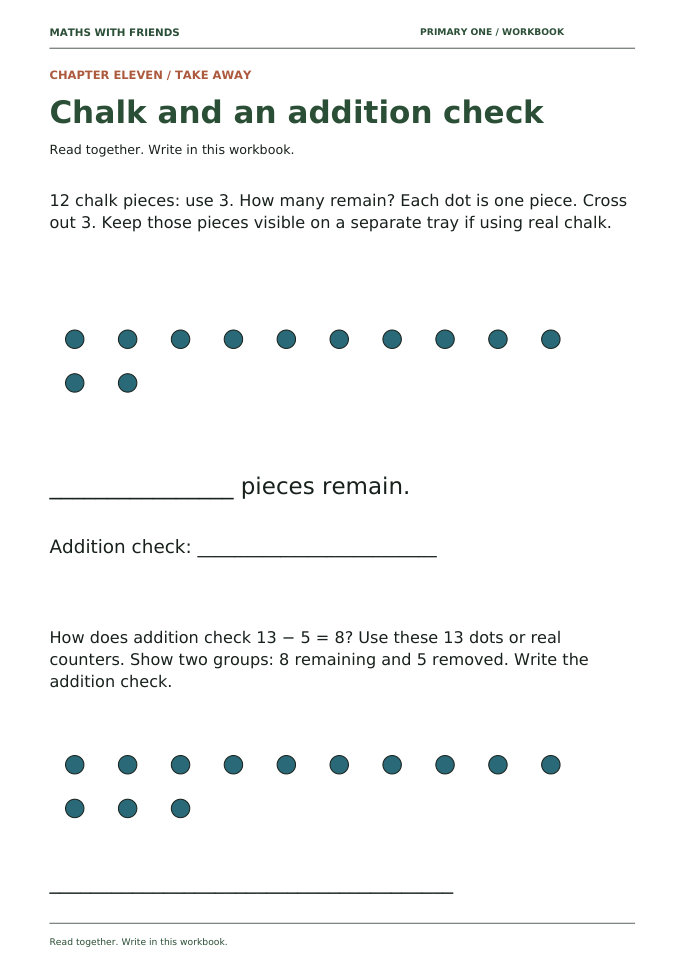 MATHS WITH FRIENDS
PRIMARY ONE / WORKBOOK
CHAPTER ELEVEN / TAKE AWAY
Chalk and an addition check
Read together. Write in this workbook.
12 chalk pieces: use 3. How many remain? Each dot is one piece. Cross
out 3. Keep those pieces visible on a separate tray if using real chalk.
________________ pieces remain.
Addition check: __________________________
How does addition check 13 − 5 = 8? Use these 13 dots or real
counters. Show two groups: 8 remaining and 5 removed. Write the
addition check.
____________________________________________
Read together. Write in this workbook.